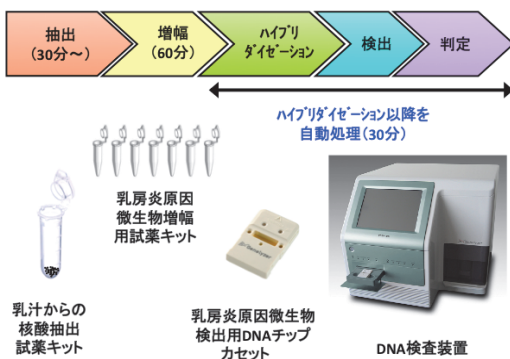 抽出
（30分～）
増幅
（60分）
ハイブリ
ダイゼーション
検出
判定
ハイブリダイゼーション以降を
自動処理（30分）
乳房炎原因
微生物増幅
用試薬キット
乳汁からの
核酸抽出
試薬キット
乳房炎原因微生物
検出用DNAチップ
カセット
DNA検査装置